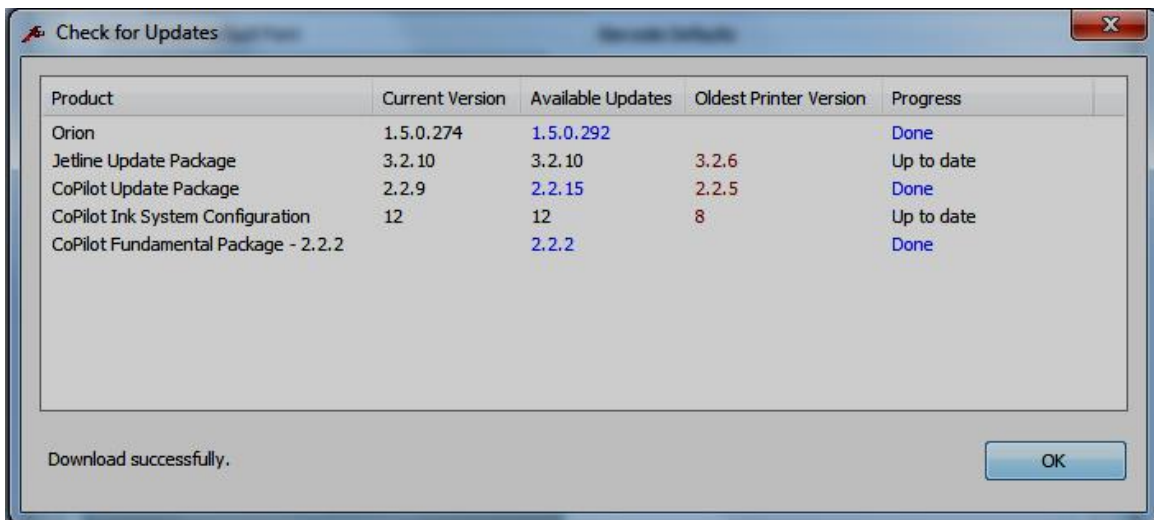 Check for Updates
Product Current Version Available Updates Oldest Printer Version Progress
Orion 1.5.0.274 1.5.0.292 Done
Jetline Update Package 3.2.10 3.2.10 3.2.6 Up to date
CoPilot Update Package 2.2.9 2.2.15 2.2.5 Done
CoPilot Ink System Configuration 12 12 8 Up to date
CoPilot Fundamental Package - 2.2.2 2.2.2 Done
Download successfully.
OK